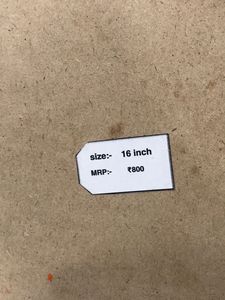 size:- 16 inch
MRP:- ₹800